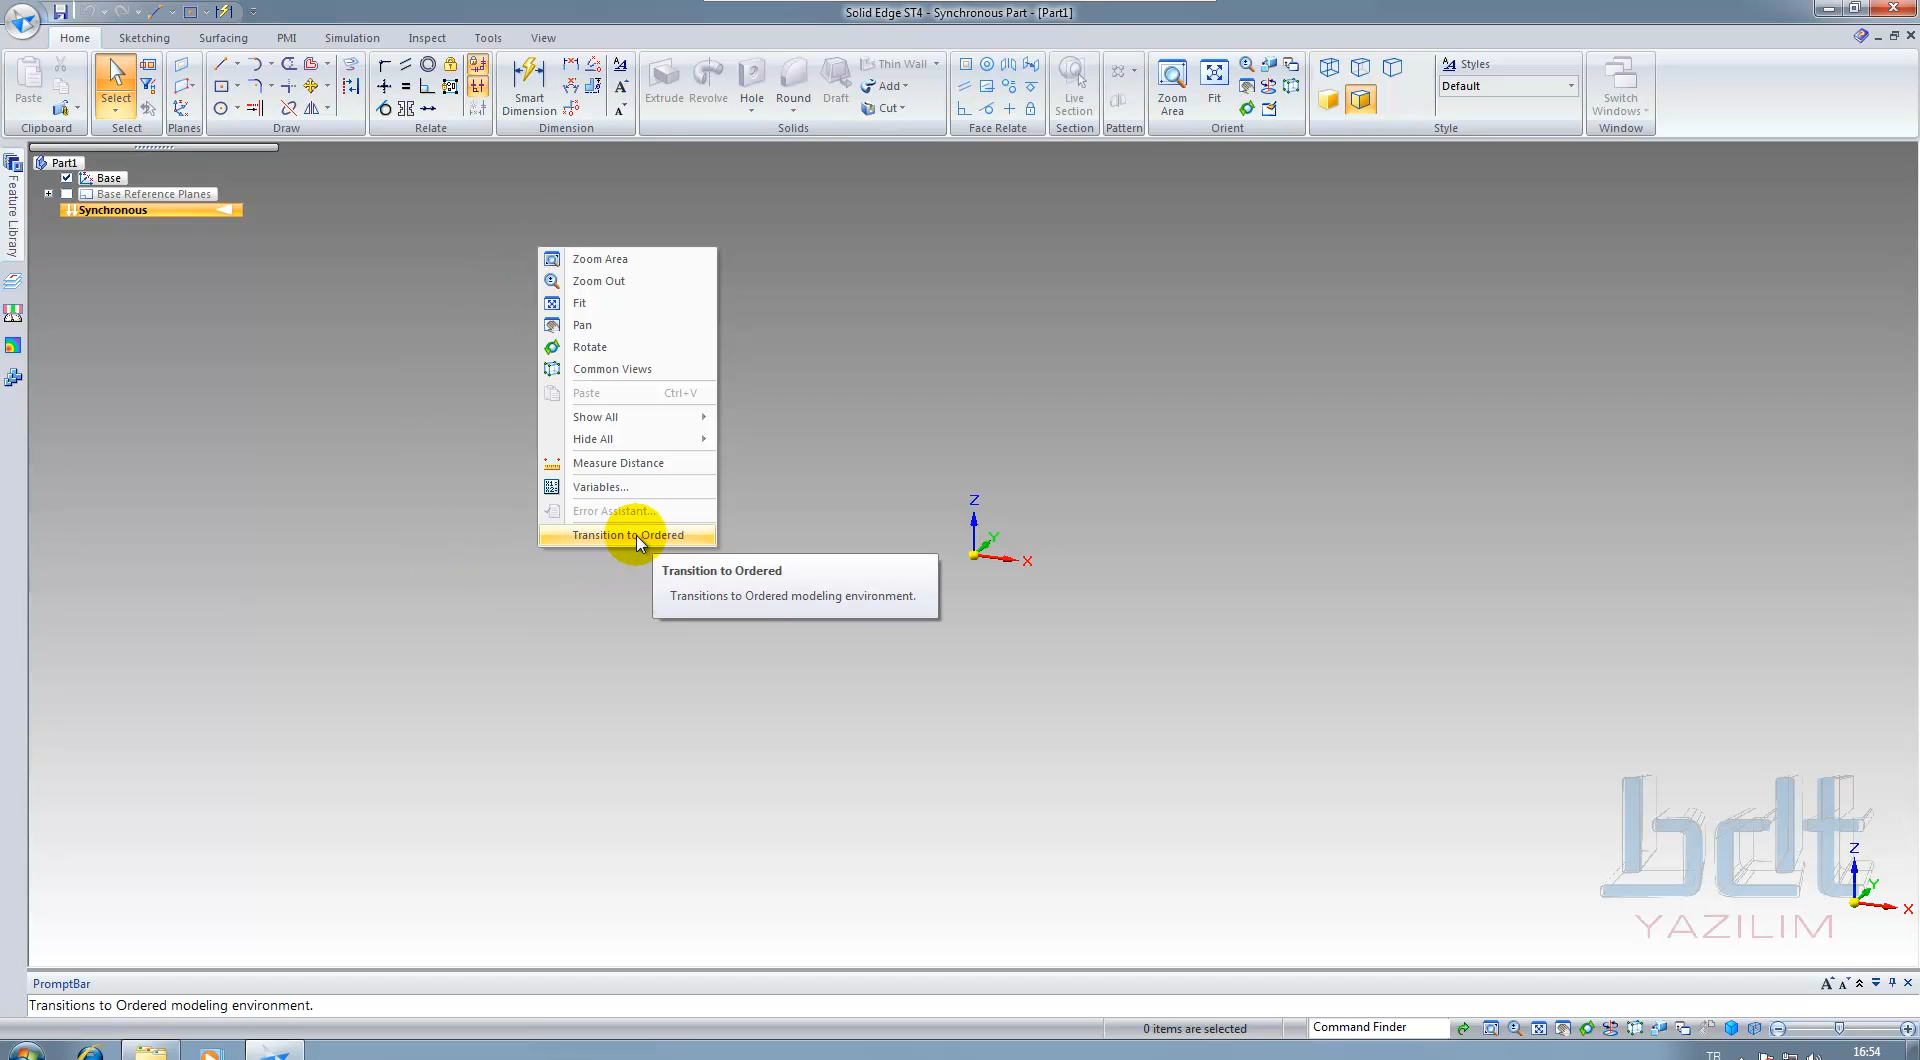 Solid Edge ST4 - Synchronous Part - [Part1]
Home
Sketching
Surfacing
PMI
Simulation
Inspect
Tools
View
Paste
Clipboard
Select
Select
Planes
Draw
Relate
Smart
Dimension
Dimension
Extrude
Revolve
Hole
Round
Draft
Thin Wall
Add
Cut
Solids
Face Relate
Live
Section
Section
Pattern
Zoom
Area
Fit
Orient
Styles
Default
Style
Switch
Windows
Window
Feature Library
Part1
Base
Base Reference Planes
Synchronous
Zoom Area
Zoom Out
Fit
Pan
Rotate
Common Views
Paste Ctrl+V
Show All
Hide All
Measure Distance
Variables...
Error Assistant...
Transition to Ordered
Transition to Ordered
Transitions to Ordered modeling environment.
Z
Y
X
bdt
YAZILIM
Z
Y
X
PromptBar
Transitions to Ordered modeling environment.
0 items are selected
Command Finder
TR
16:54